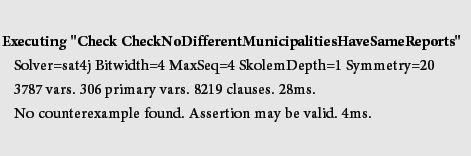 Executing "Check CheckNoDifferentMunicipalitiesHaveSameReports"
Solver=sat4j Bitwidth=4 MaxSeq=4 SkolemDepth=1 Symmetry=20
3787 vars. 306 primary vars. 8219 clauses. 28ms.
No counterexample found. Assertion may be valid. 4ms.